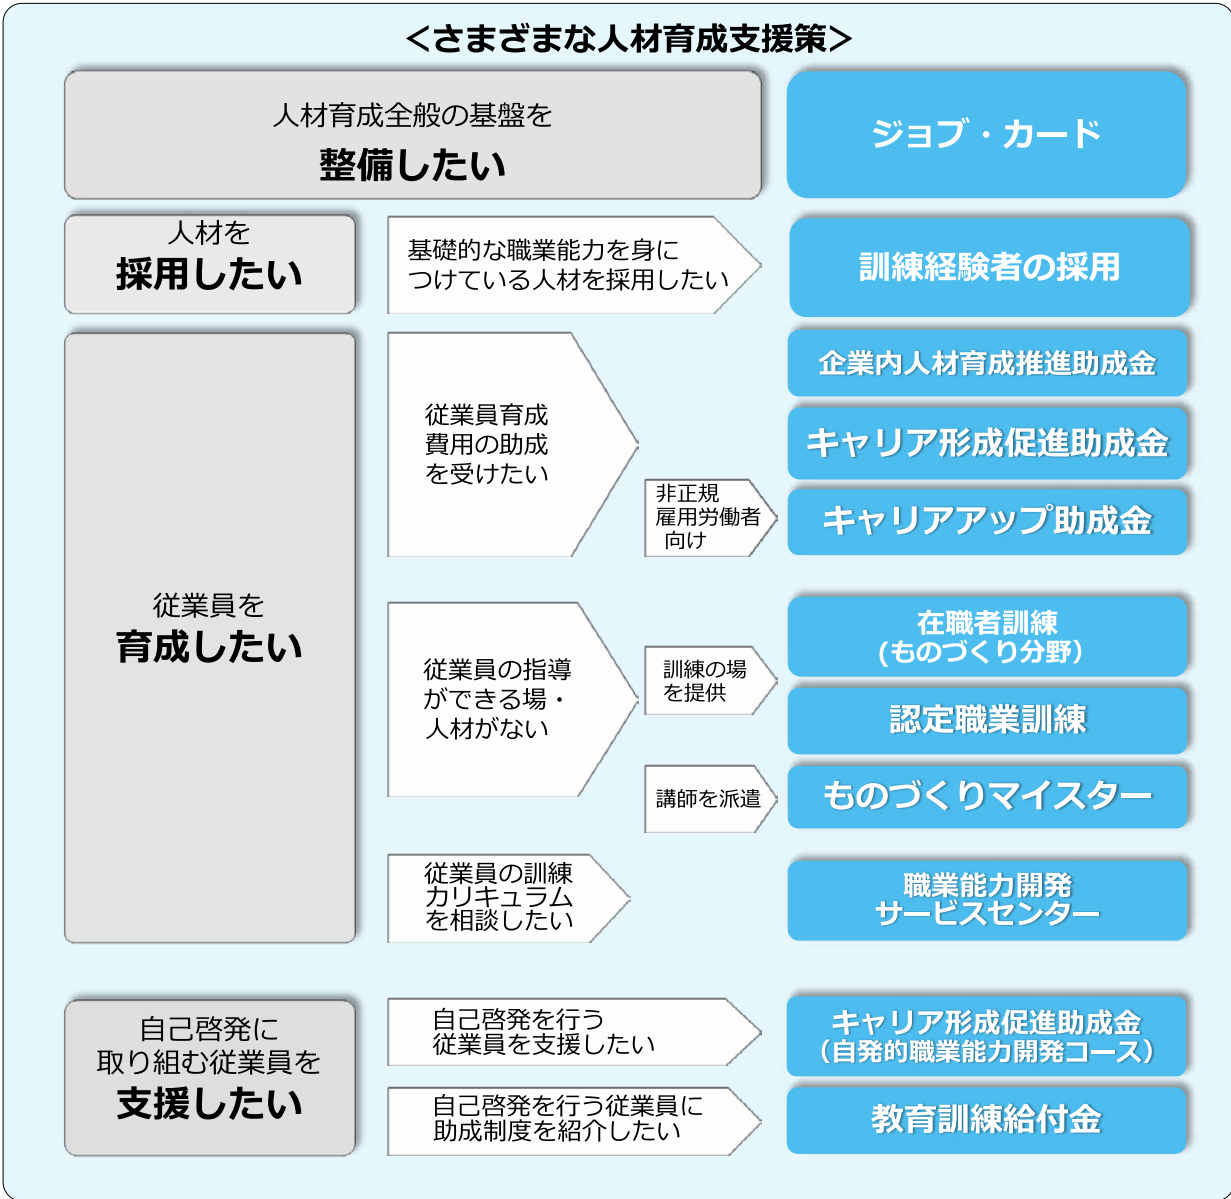 ＜さまざまな人材育成支援策＞
人材育成全般の基盤を
整備したい
ジョブ・カード
人材を
採用したい
基礎的な職業能力を身に
つけている人材を採用したい
訓練経験者の採用
従業員を
育成したい
従業員育成
費用の助成
を受けたい
企業内人材育成推進助成金
キャリア形成促進助成金
非正規
雇用労働者
向け
キャリアアップ助成金
従業員の指導
ができる場・
人材がない
訓練の場
を提供
在職者訓練
(ものづくり分野)
認定職業訓練
講師を派遣
ものづくりマイスター
従業員の訓練
カリキュラム
を相談したい
職業能力開発
サービスセンター
自己啓発に
取り組む従業員を
支援したい
自己啓発を行う
従業員を支援したい
キャリア形成促進助成金
（自発的職業能力開発コース）
自己啓発を行う従業員に
助成制度を紹介したい
教育訓練給付金